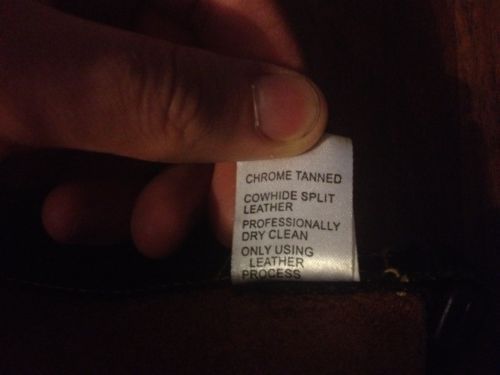 CHROME TANNED
COWHIDE SPLIT
LEATHER
PROFESSIONALLY
DRY CLEAN
ONLY USING
LEATHER
PROCESS